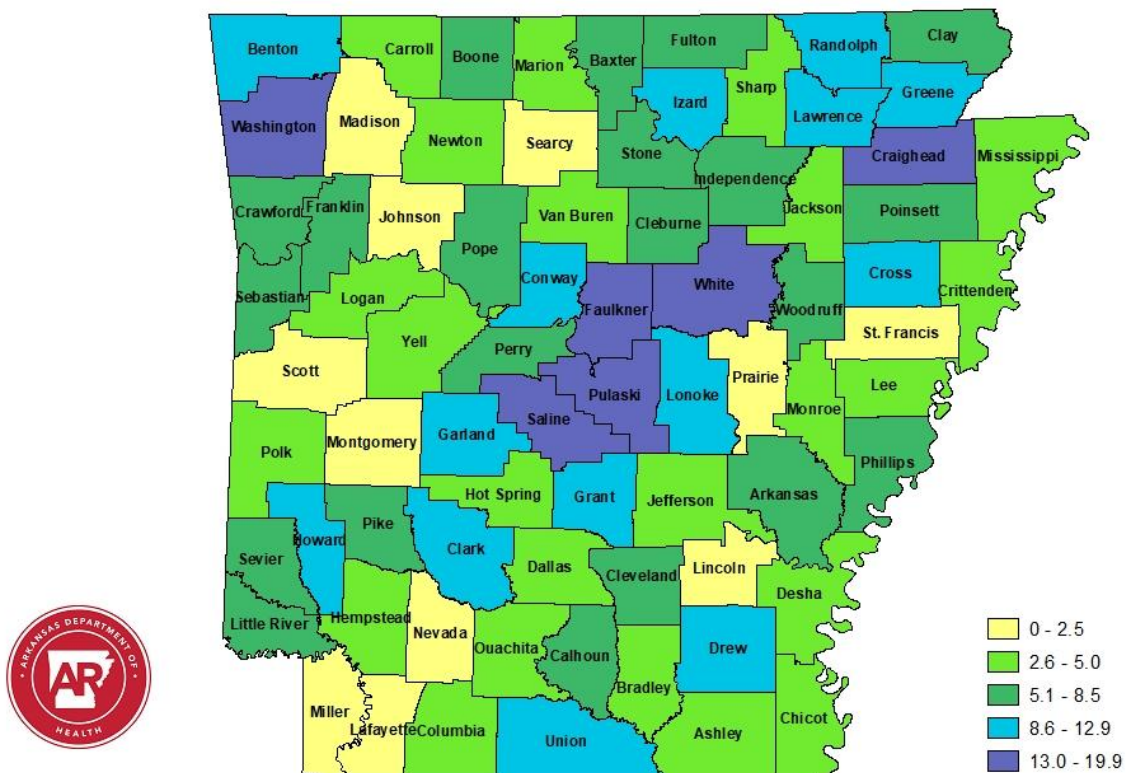 Benton
Carroll
Boone
Marion
Baxter
Fulton
Randolph
Clay
Izard
Sharp
Lawrence
Greene
Washington
Madison
Newton
Searcy
Stone
Independence
Craighead
Mississippi
Crawford
Franklin
Johnson
Pope
Van Buren
Cleburne
Jackson
Poinsett
Sebastian
Logan
Conway
Faulkner
White
Woodruff
Cross
Crittenden
Scott
Yell
Perry
Pulaski
Lonoke
Prairie
St. Francis
Lee
Monroe
Polk
Montgomery
Garland
Saline
Phillips
Hot Spring
Grant
Jefferson
Arkansas
Sevier
Howard
Pike
Clark
Dallas
Cleveland
Lincoln
Desha
Little River
Hempstead
Nevada
Ouachita
Calhoun
Bradley
Drew
Miller
Lafayette
Columbia
Union
Ashley
Chicot
ARKANSAS DEPARTMENT OF
AR
HEALTH
0 - 2.5
2.6 - 5.0
5.1 - 8.5
8.6 - 12.9
13.0 - 19.9